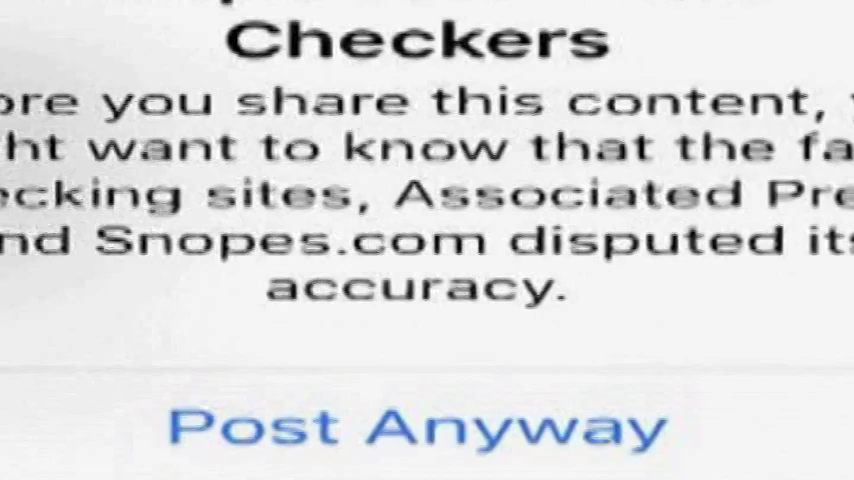 Checkers
ore you share this content,
ht want to know that the fa
ecking sites, Associated Pre
nd Snopes.com disputed its
accuracy.
Post Anyway